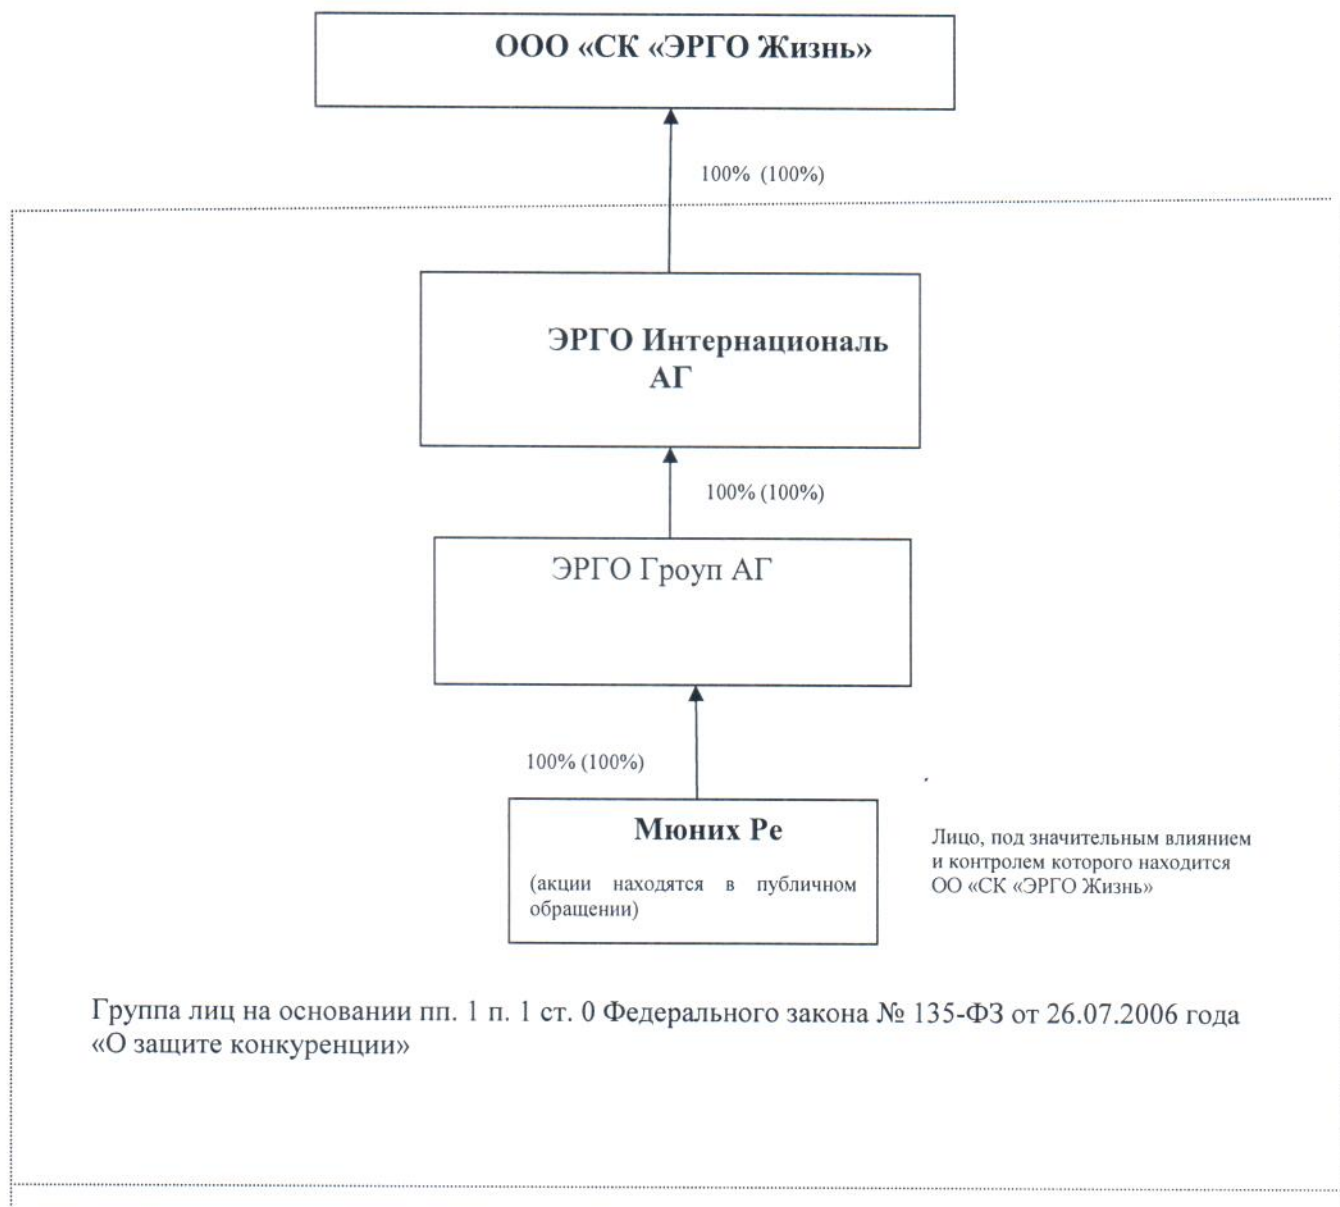 ООО «СК «ЭРГО Жизнь»
100% (100%)
ЭРГО Интернациональ
АГ
100% (100%)
ЭРГО Гроуп АГ
100% (100%)
Мюних Ре
(акции находятся в публичном
обращении)
Лицо, под значительным влиянием
и контролем которого находится
ОО «СК «ЭРГО Жизнь»
Группа лиц на основании пп. 1 п. 1 ст. 0 Федерального закона № 135-ФЗ от 26.07.2006 года
«О защите конкуренции»